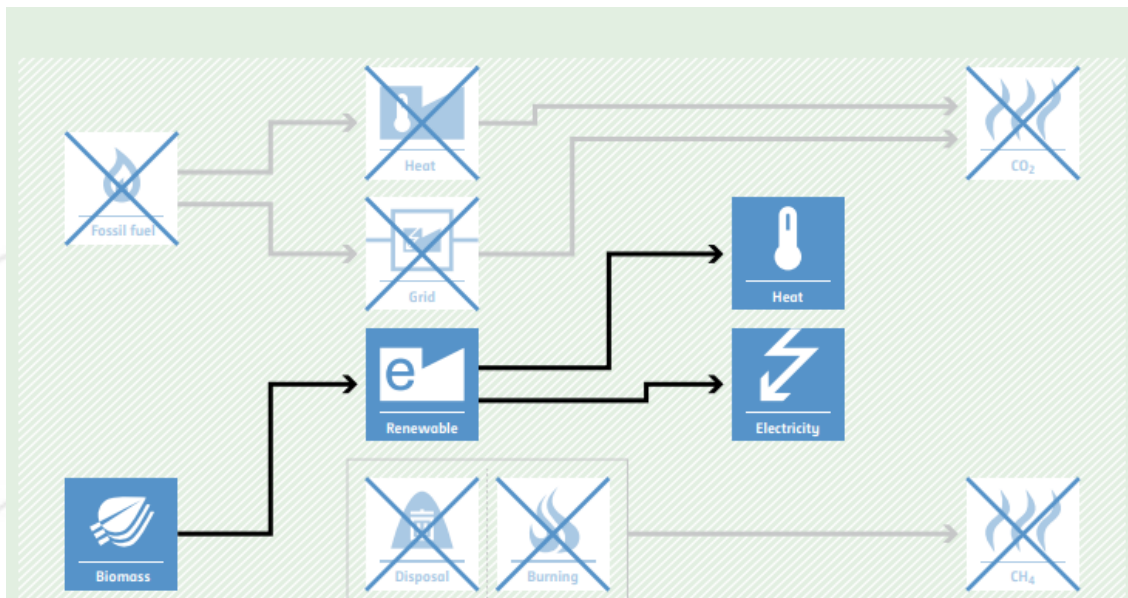 Heat
CO₂
Fossil fuel
Grid
Heat
e
Renewable
Electricity
Biomass
Disposal
Burning
CH₄